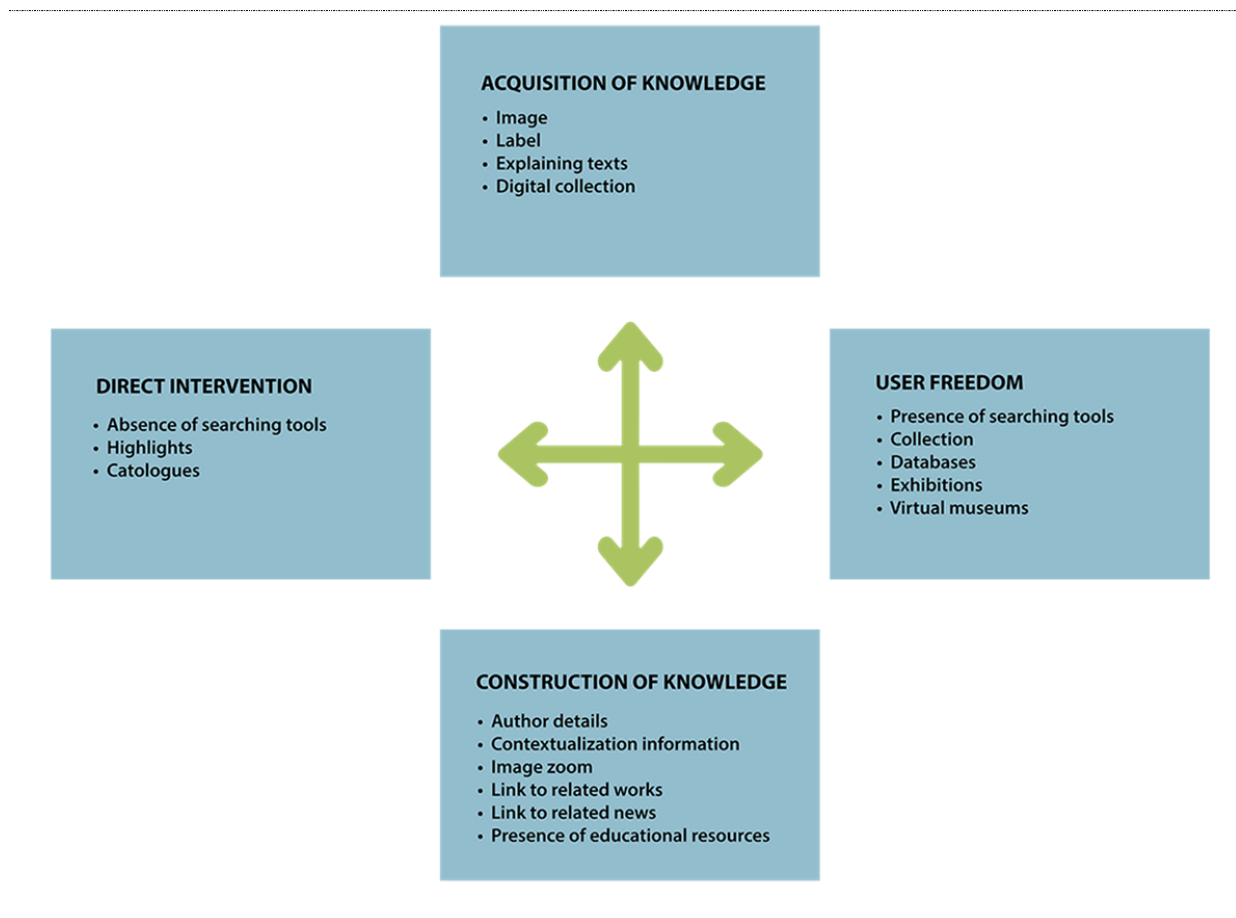 ACQUISITION OF KNOWLEDGE
• Image
• Label
• Explaining texts
• Digital collection
DIRECT INTERVENTION
• Absence of searching tools
• Highlights
• Catologues
USER FREEDOM
• Presence of searching tools
• Collection
• Databases
• Exhibitions
• Virtual museums
CONSTRUCTION OF KNOWLEDGE
• Author details
• Contextualization information
• Image zoom
• Link to related works
• Link to related news
• Presence of educational resources